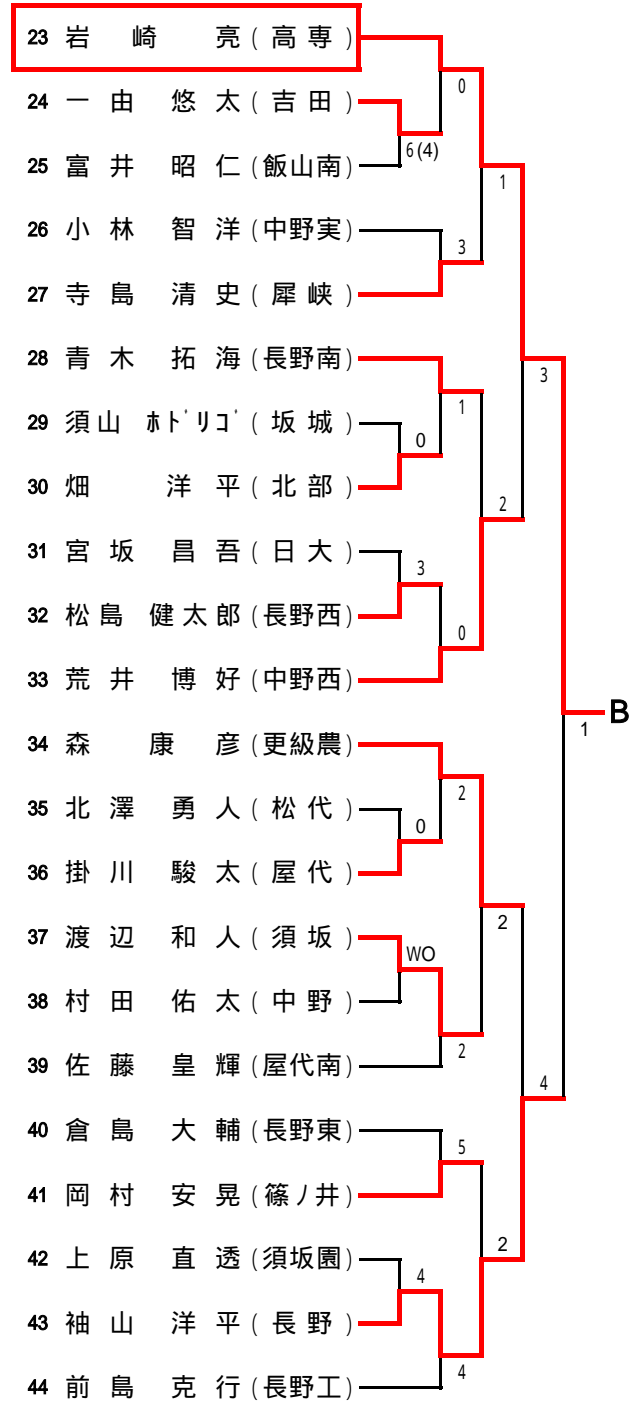 23 岩崎 亮(高専)
0
24 一由 悠太(吉田)
6(4)
25 富井 昭仁(飯山南)
1
26 小林 智洋(中野実)
3
27 寺島 清史(犀峡)
28 青木 拓海(長野南)
3
1
29 須山 ホドリゴ(坂城)
0
30 畑 洋平(北部)
2
31 宮坂 昌吾(日大)
3
32 松島 健太郎(長野西)
0
33 荒井 博好(中野西)
B
1
34 森 康彦(更級農)
2
35 北澤 勇人(松代)
0
36 掛川 駿太(屋代)
2
37 渡辺 和人(須坂)
WO
38 村田 佑太(中野)
2
39 佐藤 皇輝(屋代南)
4
40 倉島 大輔(長野東)
5
41 岡村 安晃(篠ノ井)
2
42 上原 直透(須坂園)
4
43 袖山 洋平(長野)
4
44 前島 克行(長野工)